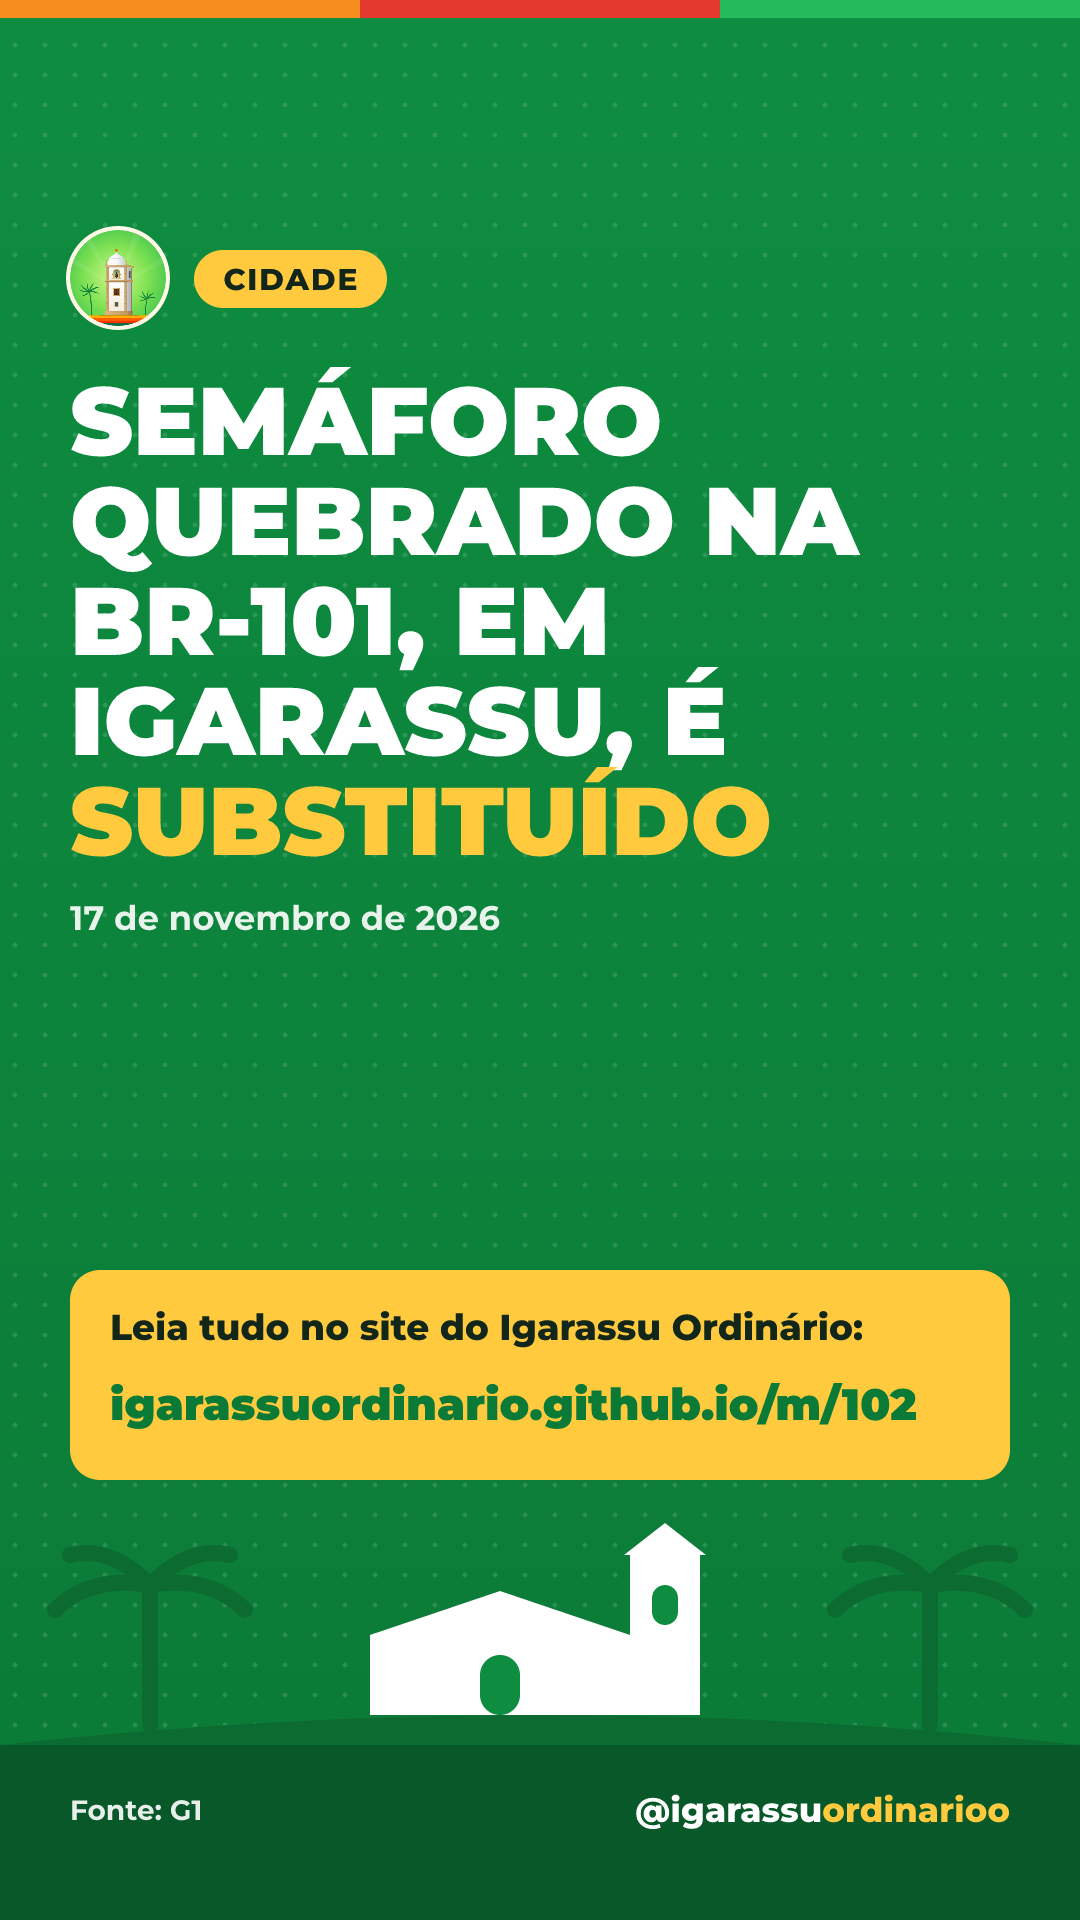 CIDADE
SEMÁFORO
QUEBRADO NA
BR-101, EM
IGARASSU, É
SUBSTITUÍDO
17 de novembro de 2026
Leia tudo no site do Igarassu Ordinário:
igarassuordinario.github.io/m/102
Fonte: G1
@igarassuordinarioo